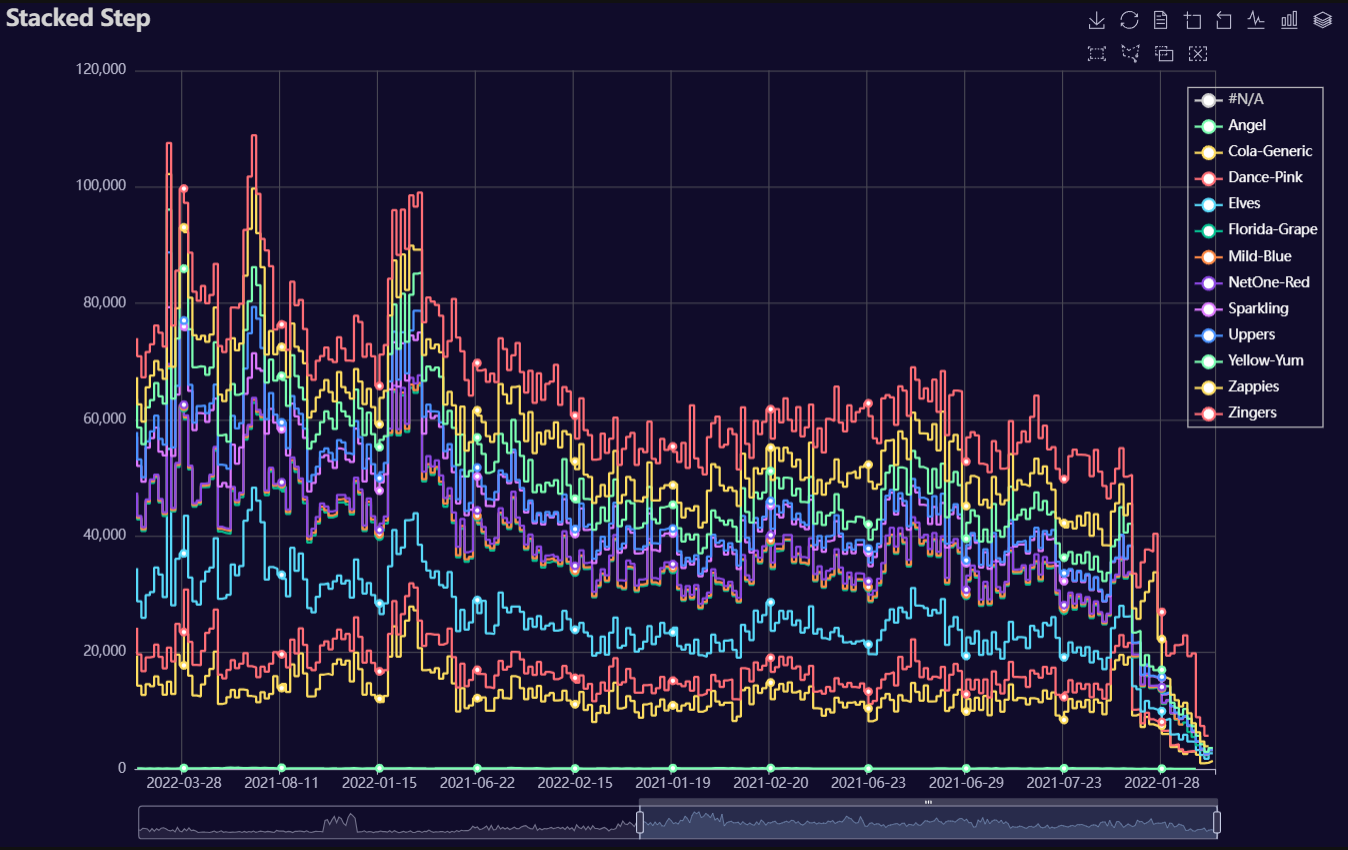 Stacked Step
120,000
100,000
80,000
60,000
40,000
20,000
0
2022-03-28 2021-08-11 2022-01-15 2021-06-22 2022-02-15 2021-01-19 2021-02-20 2021-06-23 2021-06-29 2021-07-23 2022-01-28
#N/A
Angel
Cola-Generic
Dance-Pink
Elves
Florida-Grape
Mild-Blue
NetOne-Red
Sparkling
Uppers
Yellow-Yum
Zappies
Zingers